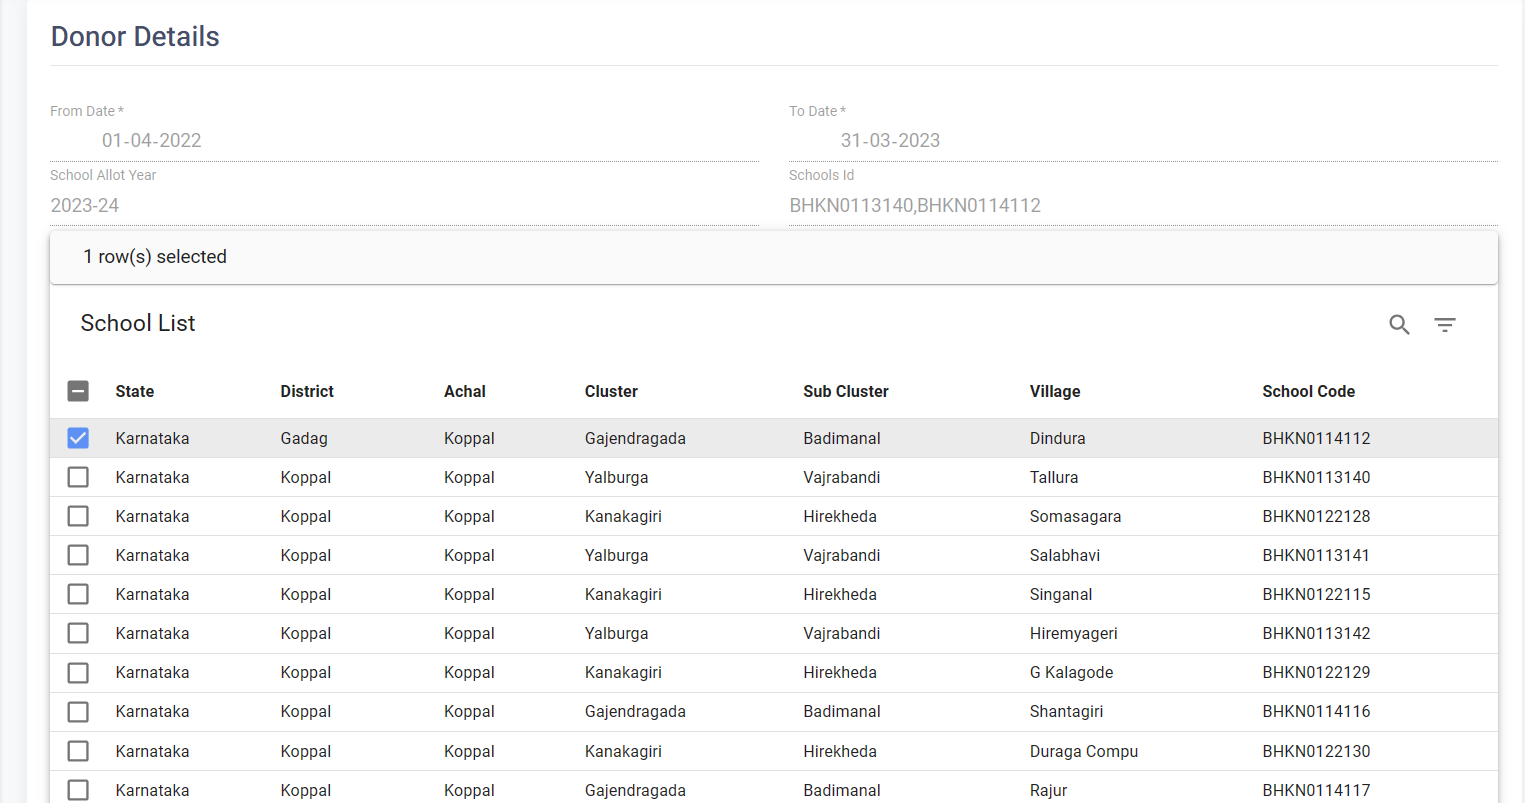 Donor Details
From Date * To Date *
01-04-2022 31-03-2023
School Allot Year Schools Id
2023-24 BHKN0113140,BHKN0114112
1 row(s) selected
School List
State District Achal Cluster Sub Cluster Village School Code
Karnataka Gadag Koppal Gajendragada Badimanal Dindura BHKN0114112
Karnataka Koppal Koppal Yalburga Vajrabandi Tallura BHKN0113140
Karnataka Koppal Koppal Kanakagiri Hirekheda Somasagara BHKN0122128
Karnataka Koppal Koppal Yalburga Vajrabandi Salabhavi BHKN0113141
Karnataka Koppal Koppal Kanakagiri Hirekheda Singanal BHKN0122115
Karnataka Koppal Koppal Yalburga Vajrabandi Hiremyageri BHKN0113142
Karnataka Koppal Koppal Kanakagiri Hirekheda G Kalagode BHKN0122129
Karnataka Koppal Koppal Gajendragada Badimanal Shantagiri BHKN0114116
Karnataka Koppal Koppal Kanakagiri Hirekheda Duraga Compu BHKN0122130
Karnataka Koppal Koppal Gajendragada Badimanal Rajur BHKN0114117